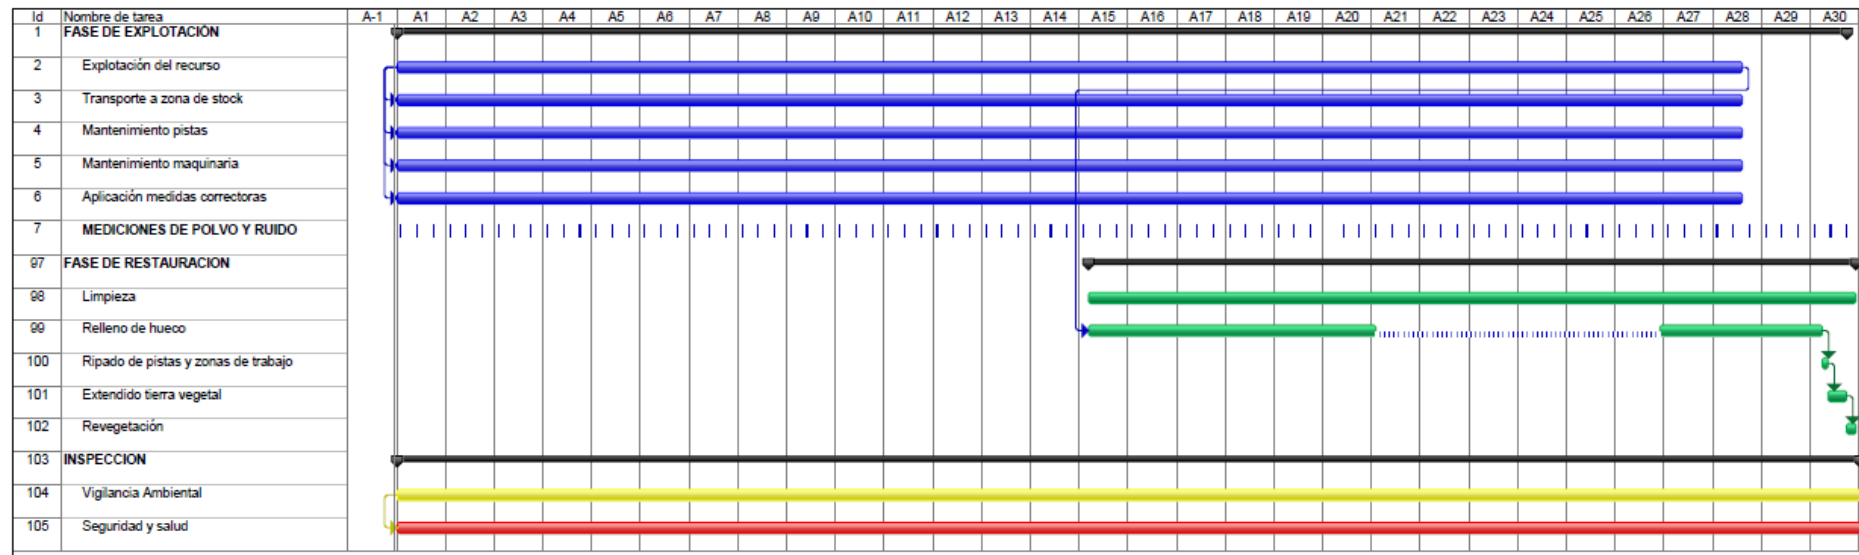 Id Nombre de tarea A-1 A1 A2 A3 A4 A5 A6 A7 A8 A9 A10 A11 A12 A13 A14 A15 A16 A17 A18 A19 A20 A21 A22 A23 A24 A25 A26 A27 A28 A29 A30
1 FASE DE EXPLOTACIÓN
2 Explotación del recurso
3 Transporte a zona de stock
4 Mantenimiento pistas
5 Mantenimiento maquinaria
6 Aplicación medidas correctoras
7 MEDICIONES DE POLVO Y RUIDO
97 FASE DE RESTAURACION
98 Limpieza
99 Relleno de hueco
100 Ripado de pistas y zonas de trabajo
101 Extendido tierra vegetal
102 Revegetación
103 INSPECCION
104 Vigilancia Ambiental
105 Seguridad y salud